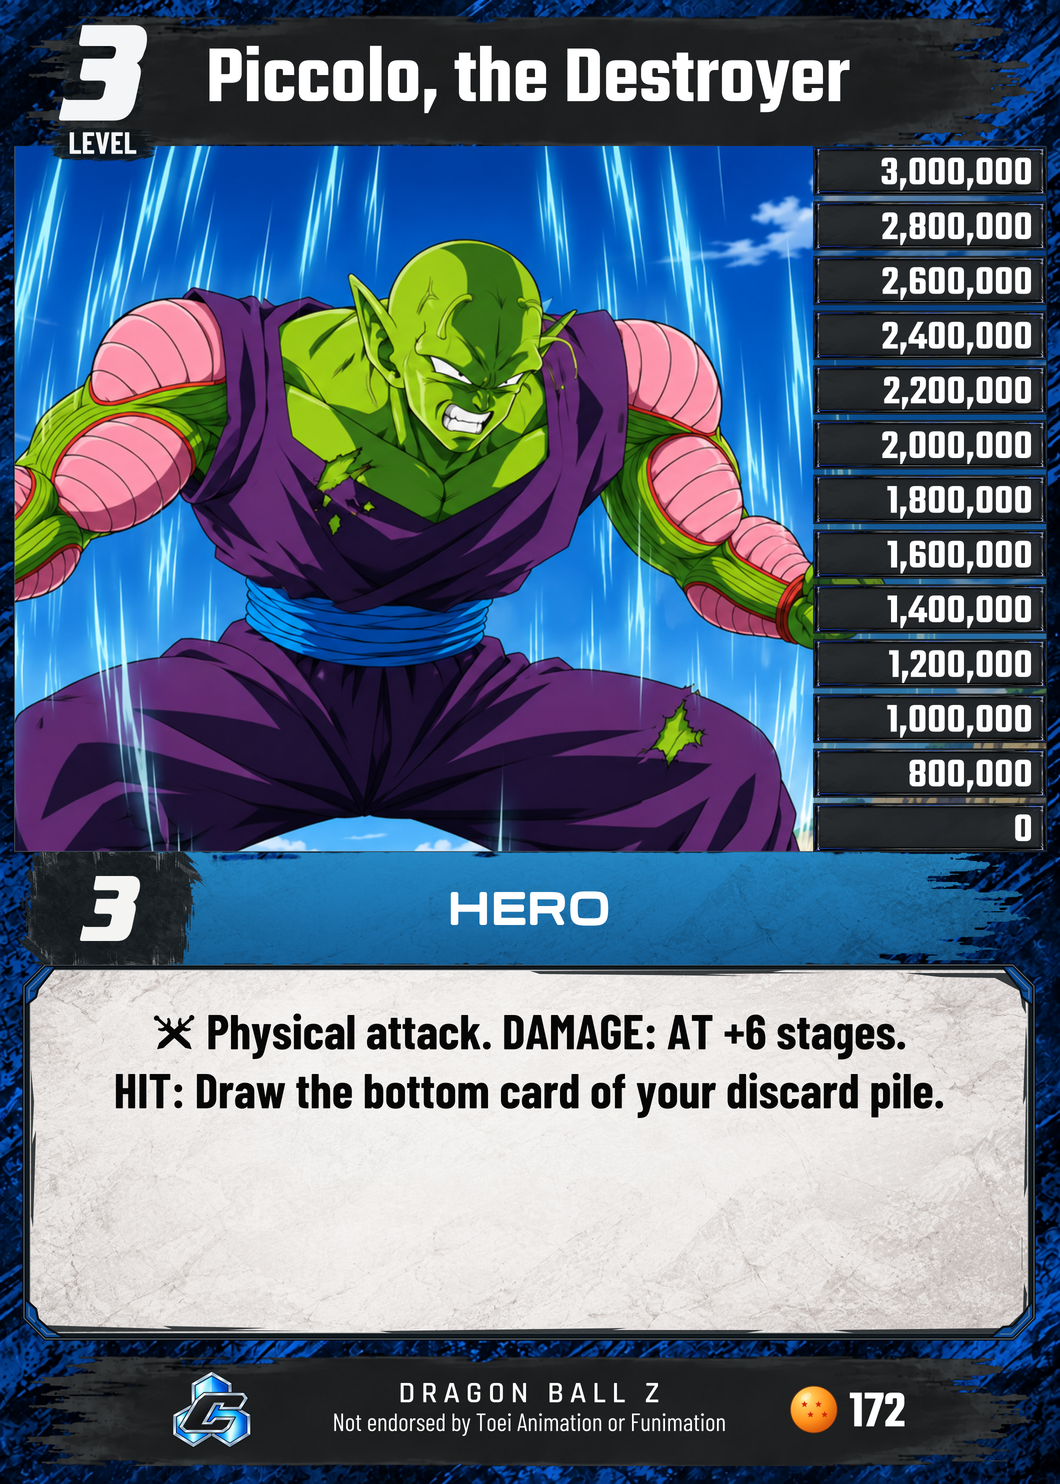 3
LEVEL
Piccolo, the Destroyer
3,000,000
2,800,000
2,600,000
2,400,000
2,200,000
2,000,000
1,800,000
1,600,000
1,400,000
1,200,000
1,000,000
800,000
0
3
HERO
Physical attack. DAMAGE: AT +6 stages.
HIT: Draw the bottom card of your discard pile.
DRAGON BALL Z
Not endorsed by Toei Animation or Funimation
172